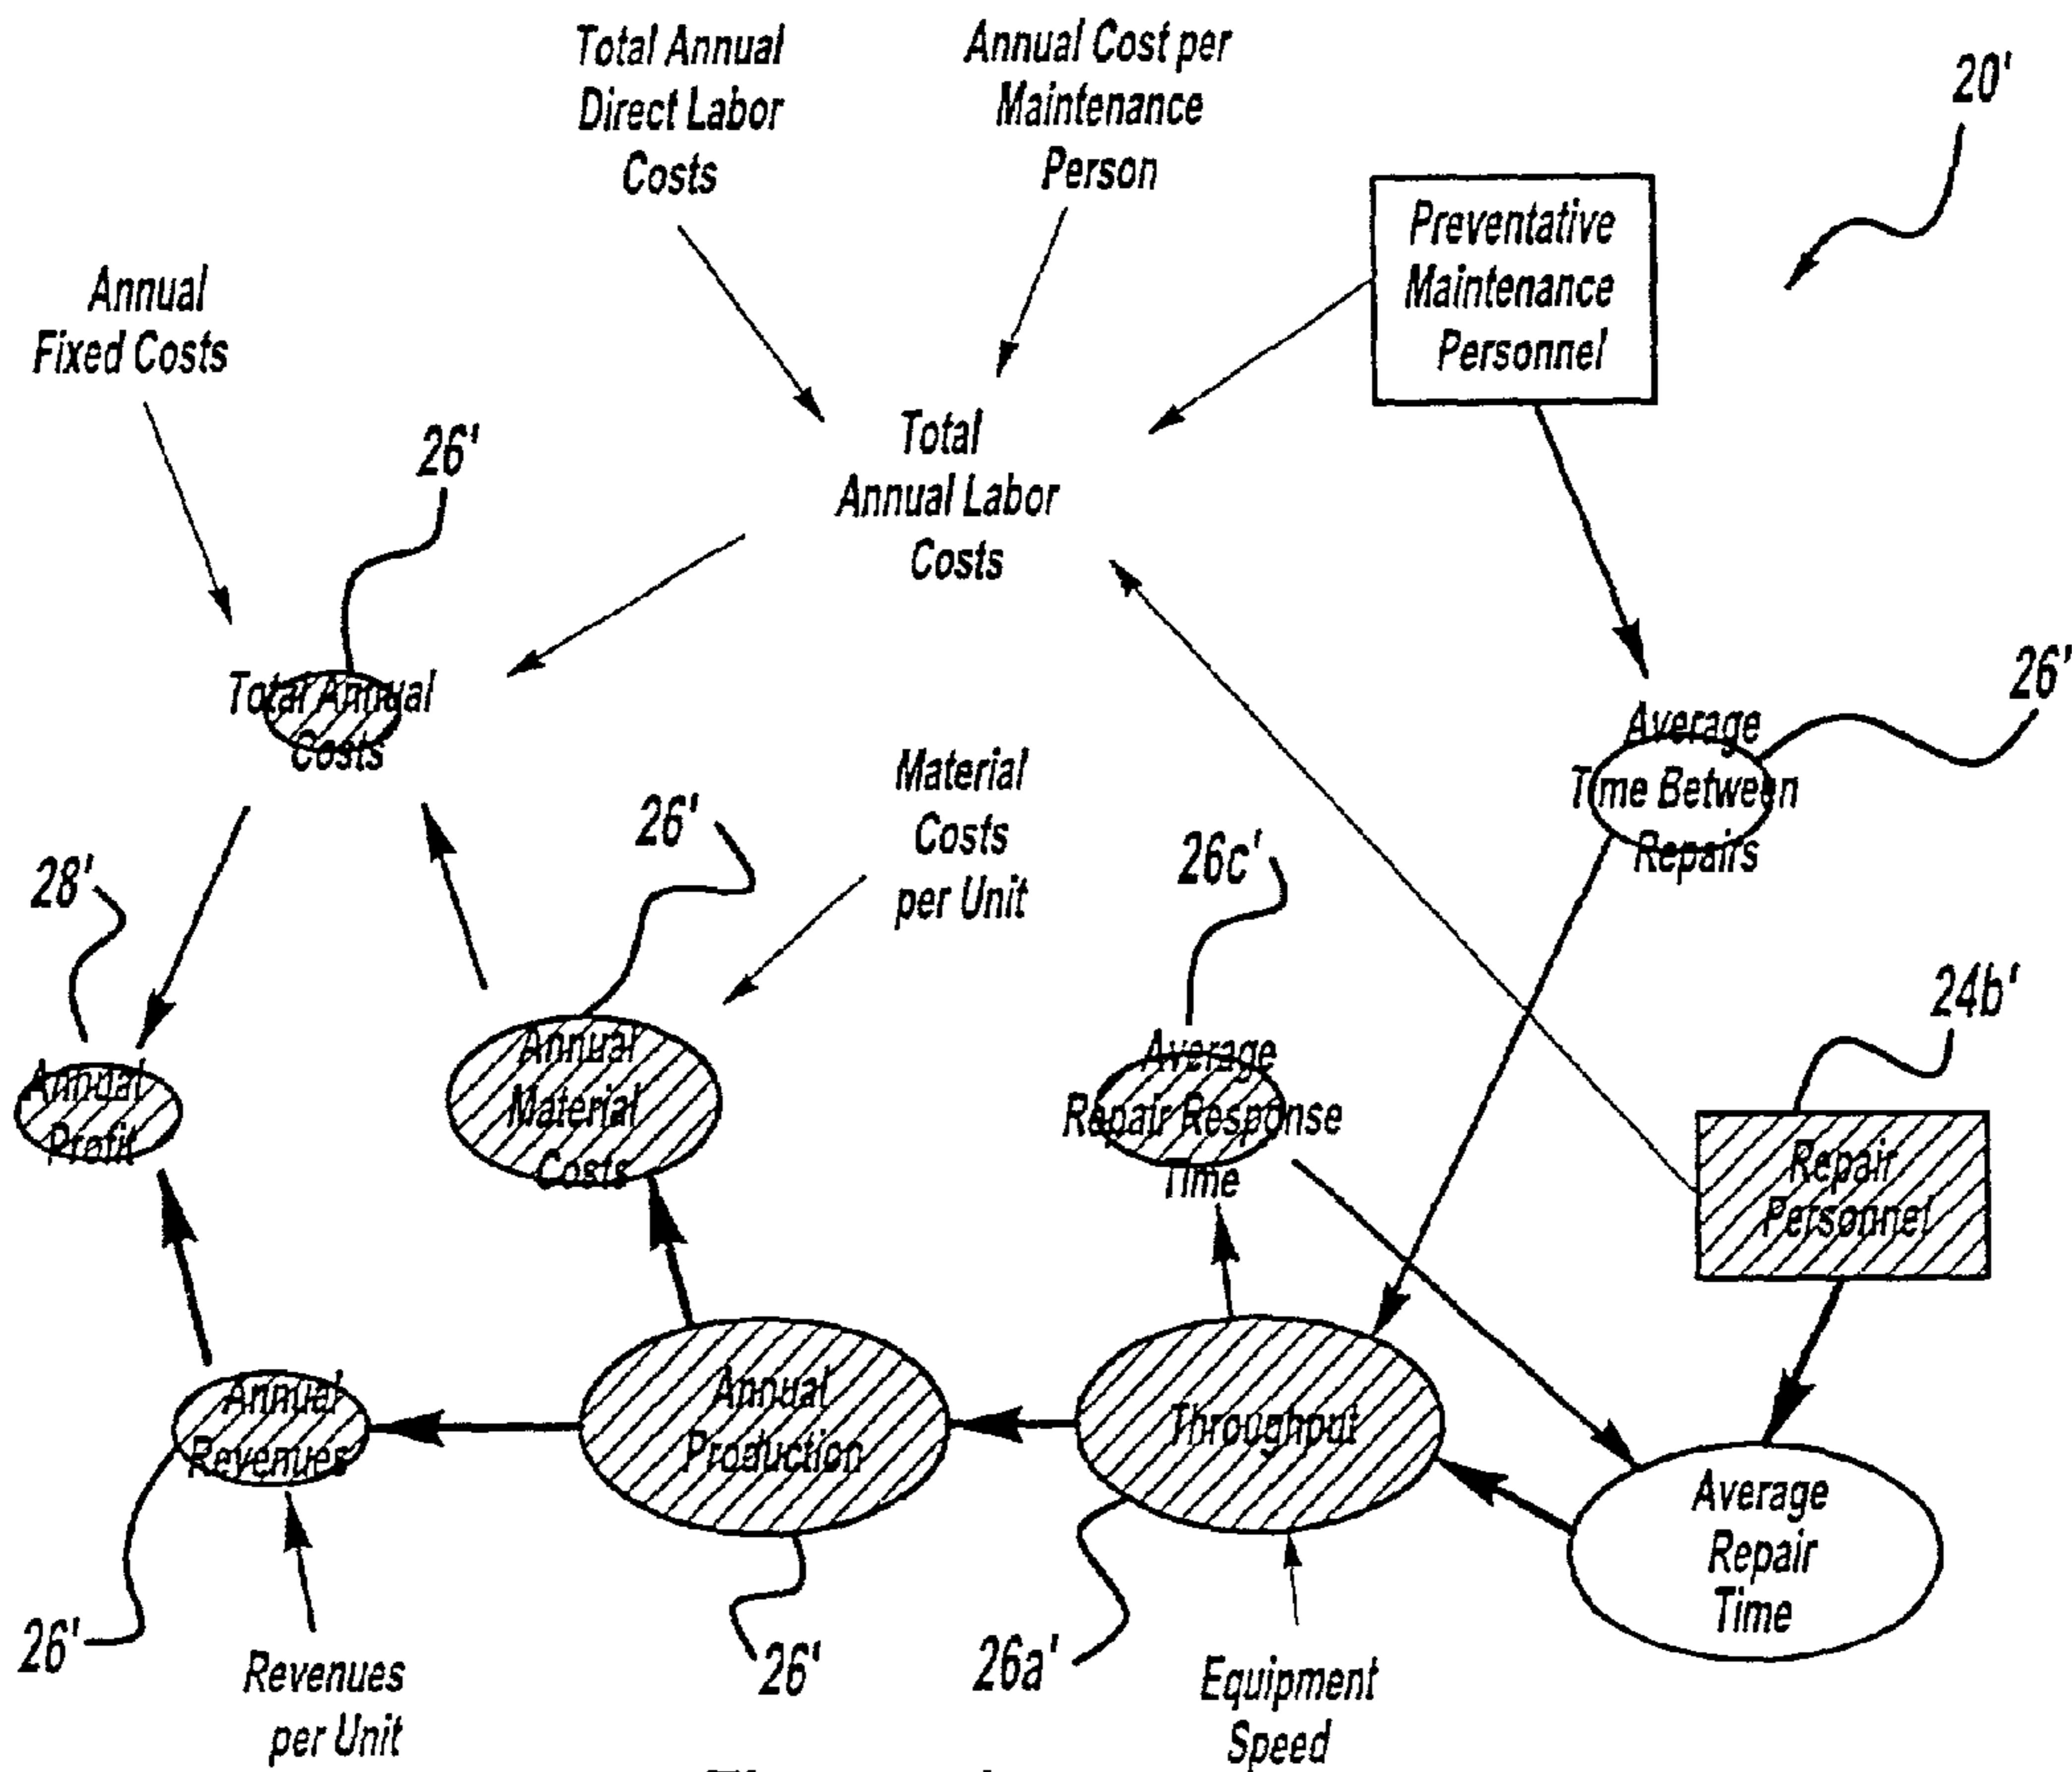 Total Annual
Direct Labor
Costs
Annual Cost per
Maintenance
Person
20'
Preventative
Maintenance
Personnel
Annual
Fixed Costs
26'
Total
Annual Labor
Costs
Total Annual
Costs
26'
Average
Time Between
Repairs
Material
Costs
per Unit
26'
26c'
28'
24b'
Annual
Profit
Annual
Material
Costs
Average
Repair Response
Time
Repair
Personnel
Annual
Revenues
Annual
Production
Throughput
Average
Repair
Time
26'
Revenues
per Unit
26'
26a'
Equipment
Speed